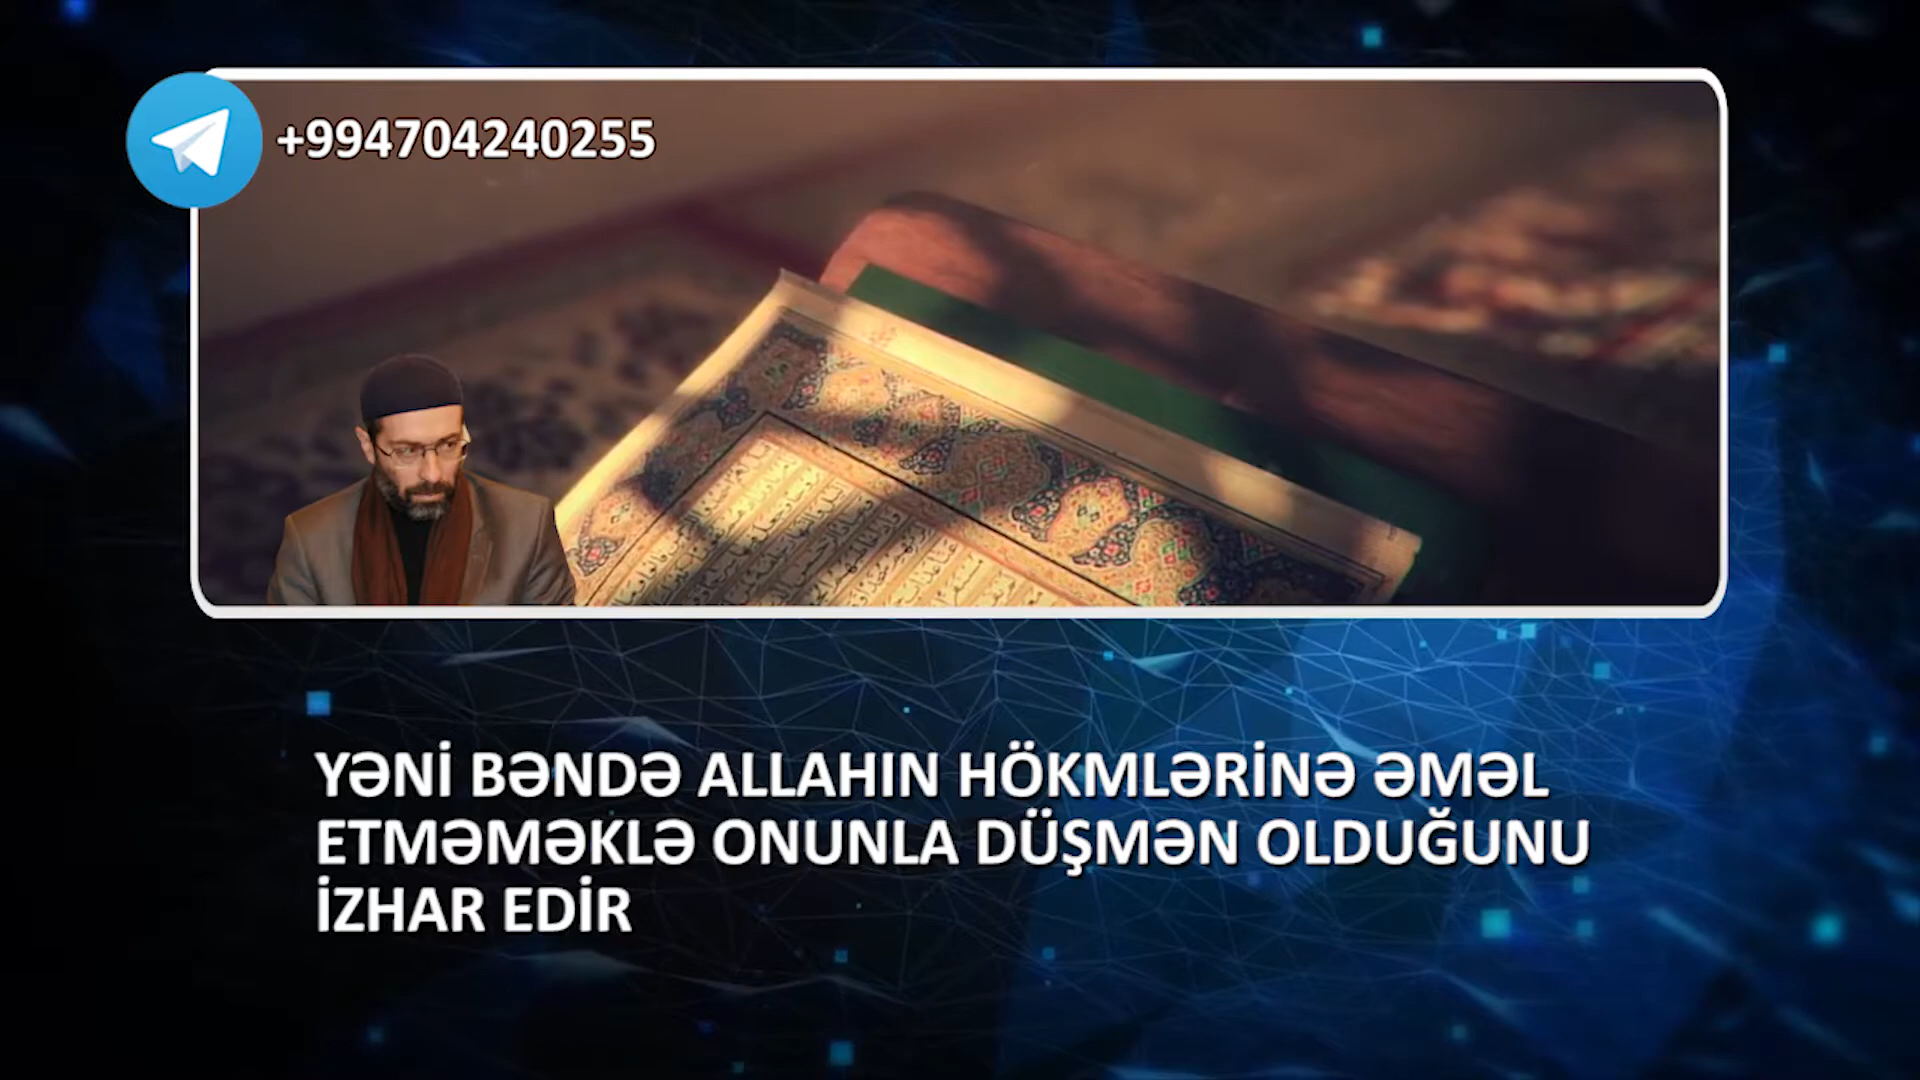 +994704240255
YƏNİ BƏNDƏ ALLAHIN HÖKMLƏRİNƏ ƏMƏL
ETMƏMƏKLƏ ONUNLA DÜŞMƏN OLDUĞUNU
İZHAR EDİR